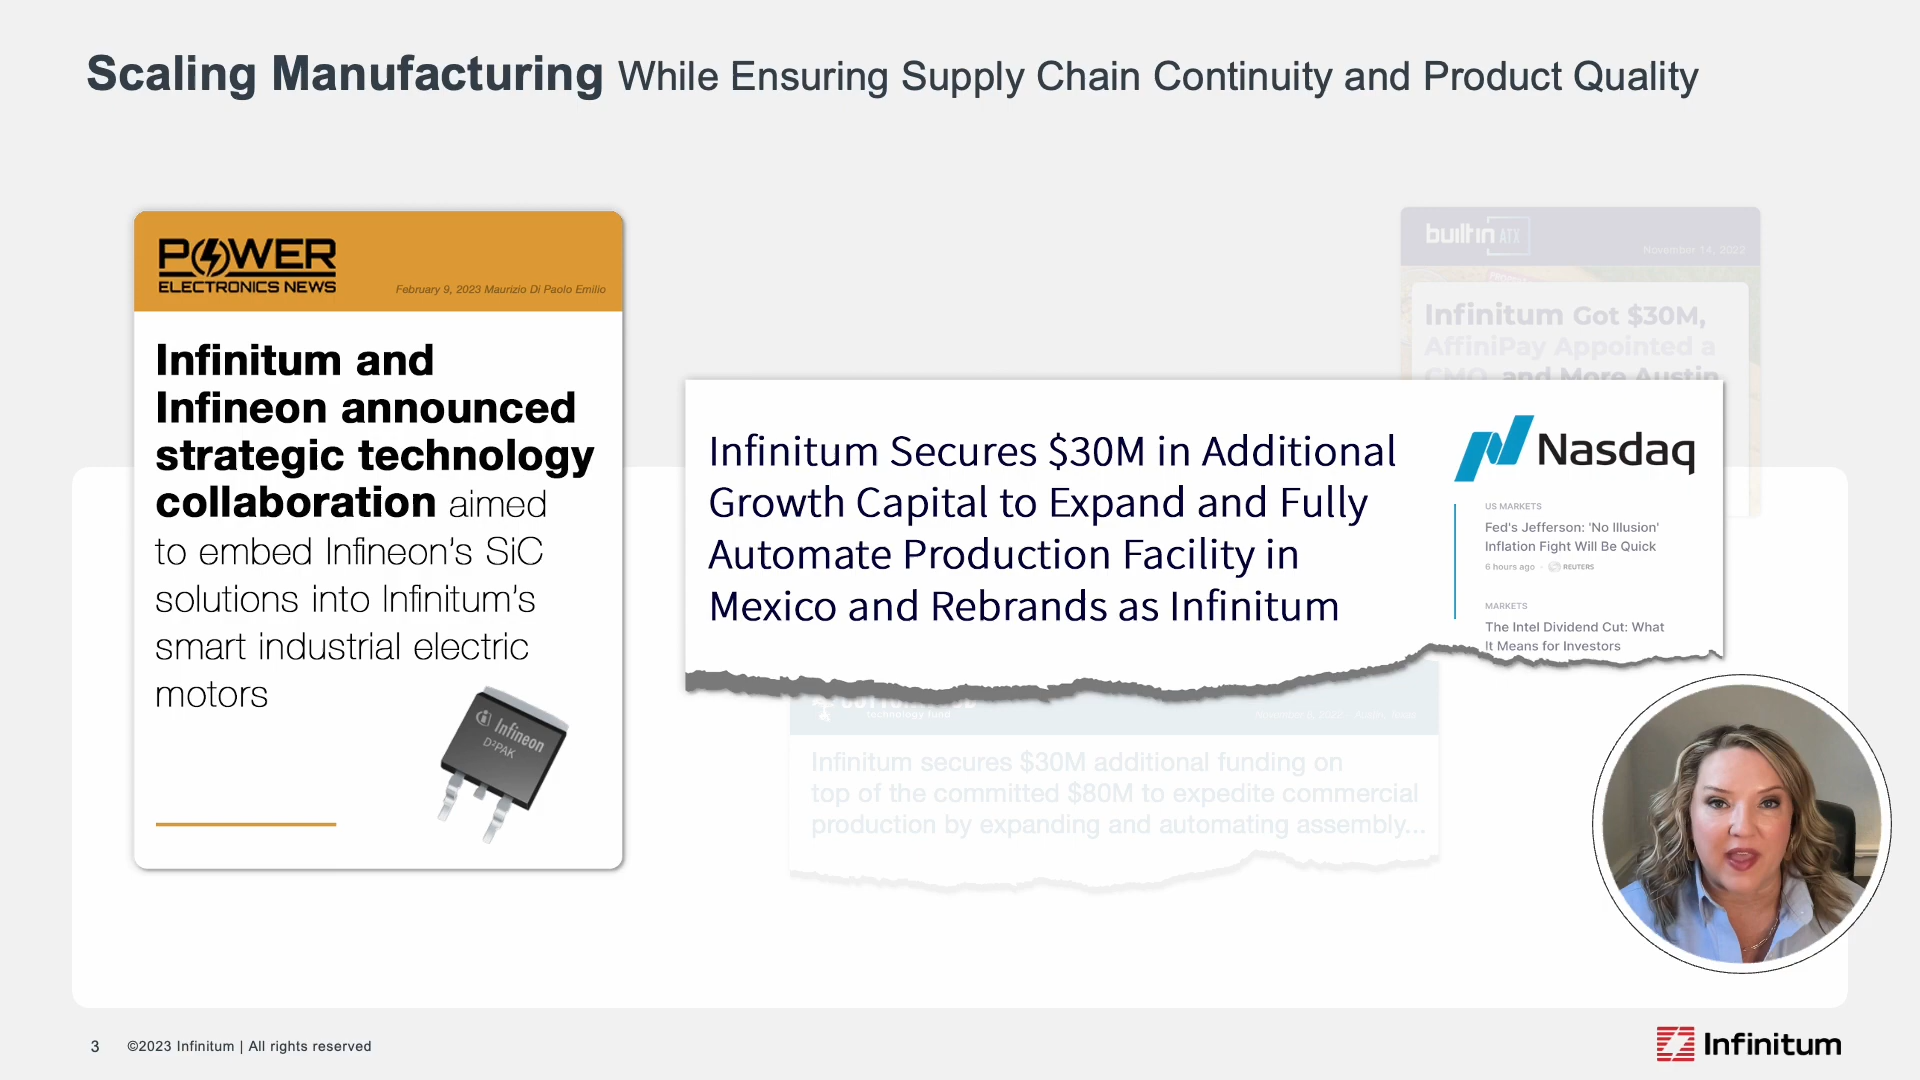 Scaling Manufacturing While Ensuring Supply Chain Continuity and Product Quality
POWER
ELECTRONICS NEWS
February 9, 2023 Maurizio Di Paolo Emilio
Infinitum and
Infineon announced
strategic technology
collaboration aimed
to embed Infineon's SiC
solutions into Infinitum's
smart industrial electric
motors
Infineon
D²PAK
builtin ATX
November 14, 2022
Infinitum Got $30M,
AffiniPay Appointed a
CMO, and More Austin
Infinitum Secures $30M in Additional
Growth Capital to Expand and Fully
Automate Production Facility in
Mexico and Rebrands as Infinitum
Nasdaq
US MARKETS
Fed's Jefferson: 'No Illusion'
Inflation Fight Will Be Quick
6 hours ago · REUTERS
MARKETS
The Intel Dividend Cut: What
It Means for Investors
technology fund
Infinitum secures $30M additional funding on
top of the committed $80M to expedite commercial
production by expanding and automating assembly...
3 ©2023 Infinitum | All rights reserved
Infinitum